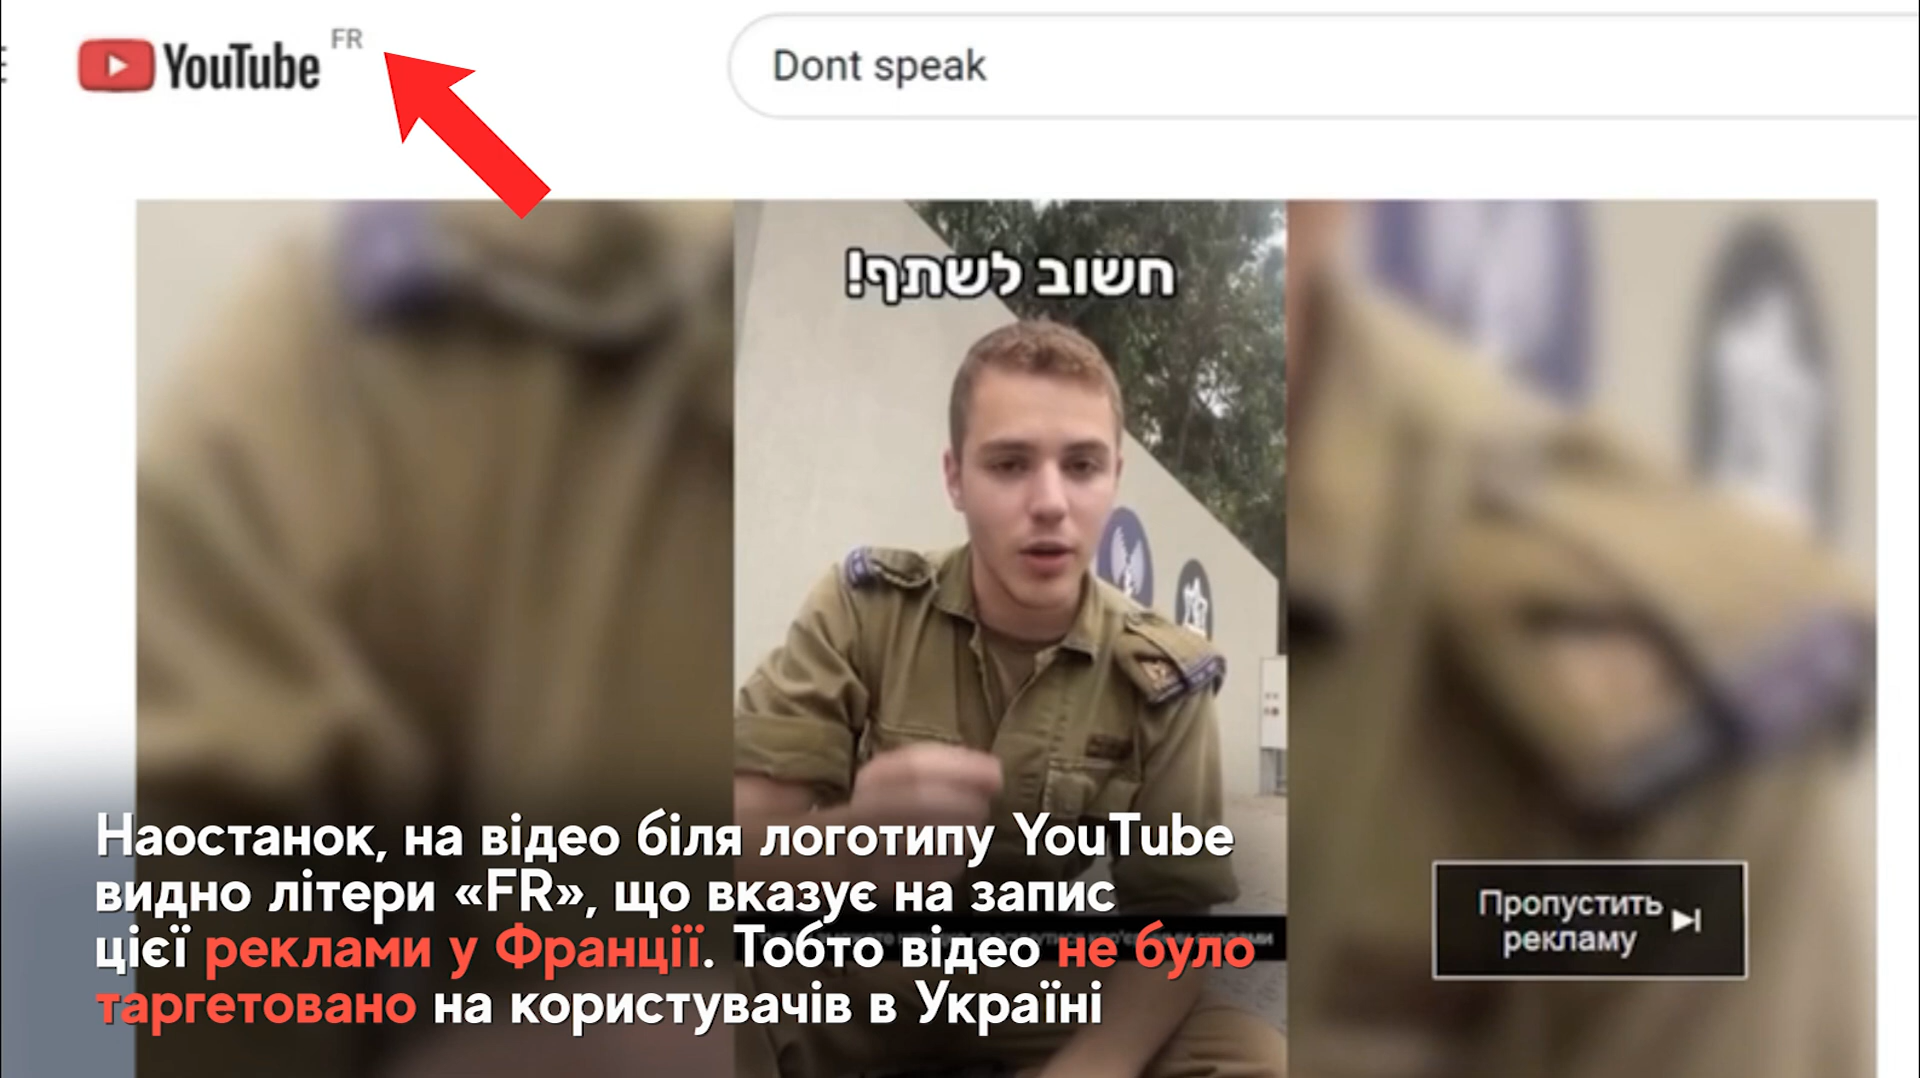 YouTube FR
Dont speak
חשוב לשתף!
Наостанок, на відео біля логотипу YouTube
видно літери «FR», що вказує на запис
цієї реклами у Франції. Тобто відео не було
таргетовано на користувачів в Україні
Пропустить
рекламу